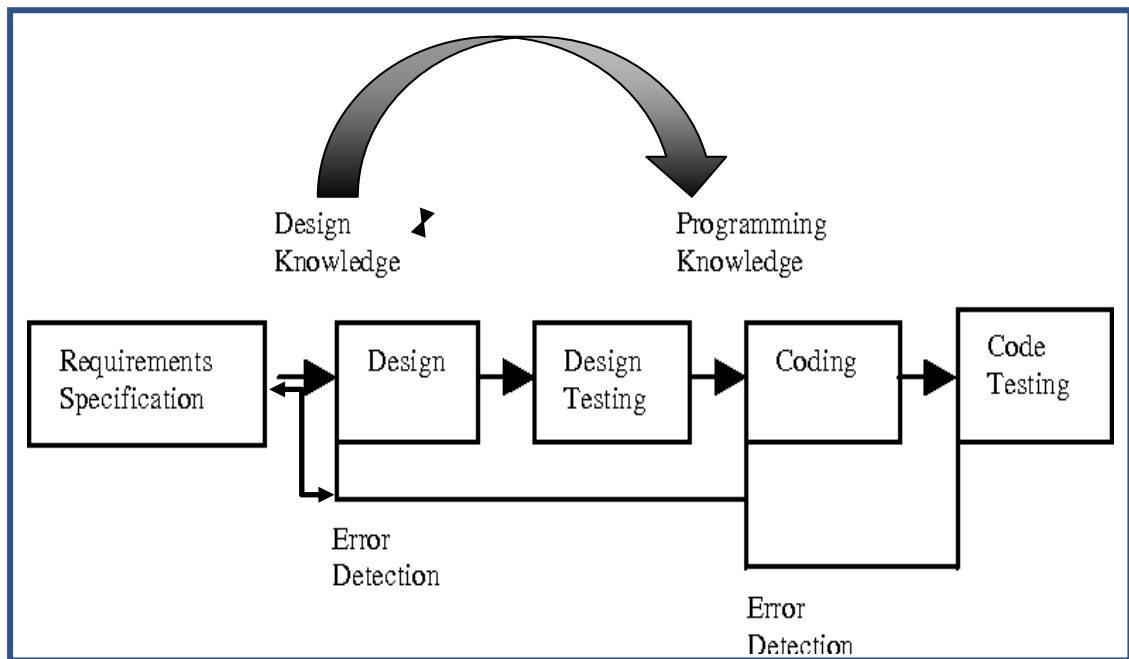 Design
Knowledge
Programming
Knowledge
Requirements
Specification
Design
Design
Testing
Coding
Code
Testing
Error
Detection
Error
Detection